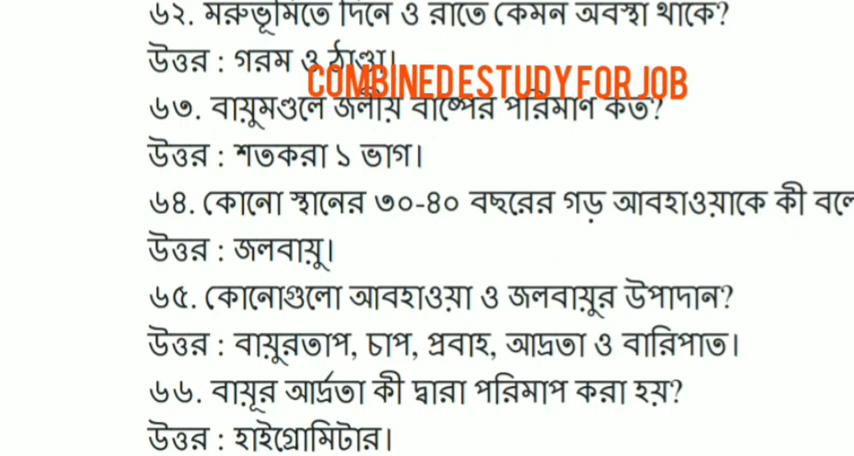 ৬২. মরুভূমিতে দিনে ও রাতে কেমন অবস্থা থাকে?
উত্তর : গরম ও ঠাণ্ডা।
COMBINED ESTUDY FOR JOB
৬৩. বায়ুমণ্ডলে জলীয় বাষ্পের পরিমাণ কত?
উত্তর : শতকরা ১ ভাগ।
৬৪. কোনো স্থানের ৩০-৪০ বছরের গড় আবহাওয়াকে কী বলে
উত্তর : জলবায়ু।
৬৫. কোনোগুলো আবহাওয়া ও জলবায়ুর উপাদান?
উত্তর : বায়ুরতাপ, চাপ, প্রবাহ, আদ্রতা ও বারিপাত।
৬৬. বায়ূর আর্দ্রতা কী দ্বারা পরিমাপ করা হয়?
উত্তর : হাইগ্রোমিটার।